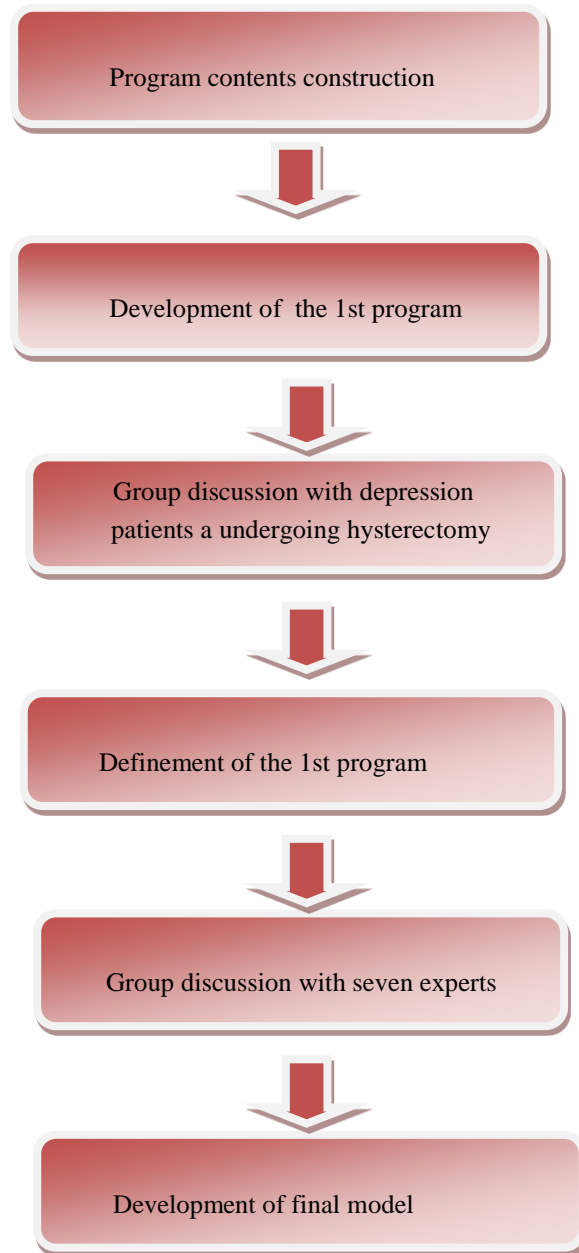 Program contents construction
Development of the 1st program
Group discussion with depression
patients a undergoing hysterectomy
Definement of the 1st program
Group discussion with seven experts
Development of final model